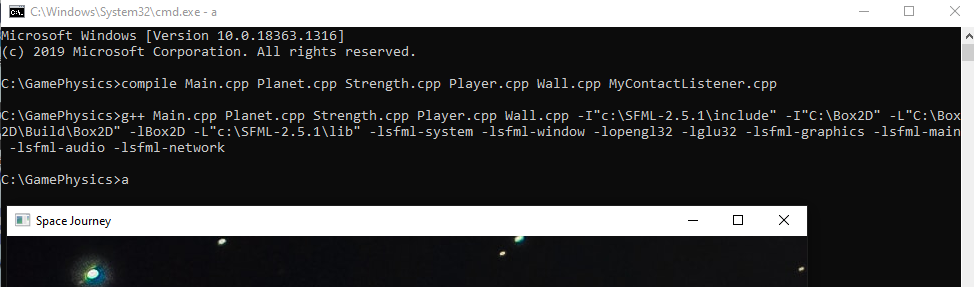 C:\Windows\System32\cmd.exe - a
Microsoft Windows [Version 10.0.18363.1316]
(c) 2019 Microsoft Corporation. All rights reserved.
C:\GamePhysics>compile Main.cpp Planet.cpp Strength.cpp Player.cpp Wall.cpp MyContactListener.cpp
C:\GamePhysics>g++ Main.cpp Planet.cpp Strength.cpp Player.cpp Wall.cpp -I"c:\SFML-2.5.1\include" -I"C:\Box2D" -L"C:\Box
2D\Build\Box2D" -lBox2D -L"c:\SFML-2.5.1\lib" -lsfml-system -lsfml-window -lopengl32 -lglu32 -lsfml-graphics -lsfml-main
-lsfml-audio -lsfml-network
C:\GamePhysics>a
Space Journey